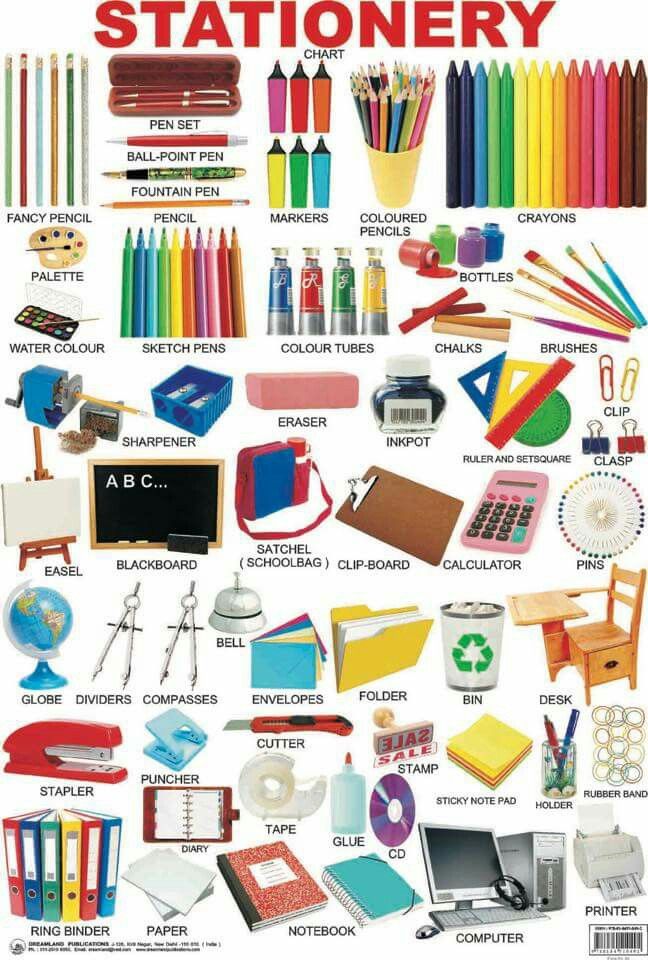 STATIONERY
CHART
PEN SET
BALL-POINT PEN
FOUNTAIN PEN
FANCY PENCIL
PENCIL
MARKERS
COLOURED
PENCILS
CRAYONS
PALETTE
BOTTLES
WATER COLOUR
SKETCH PENS
B
R
G
Y
COLOUR TUBES
CHALKS
BRUSHES
SHARPENER
ERASER
INKPOT
RULER AND SETSQUARE
CLIP
CLASP
A B C...
EASEL
BLACKBOARD
SATCHEL
( SCHOOLBAG )
CLIP-BOARD
CALCULATOR
PINS
BELL
GLOBE
DIVIDERS
COMPASSES
ENVELOPES
FOLDER
BIN
DESK
STAPLER
PUNCHER
CUTTER
SALE
SALE
STAMP
STICKY NOTE PAD
HOLDER
RUBBER BAND
DIARY
TAPE
GLUE
CD
RING BINDER
PAPER
NOTEBOOK
COMPUTER
PRINTER
DREAMLAND PUBLICATIONS